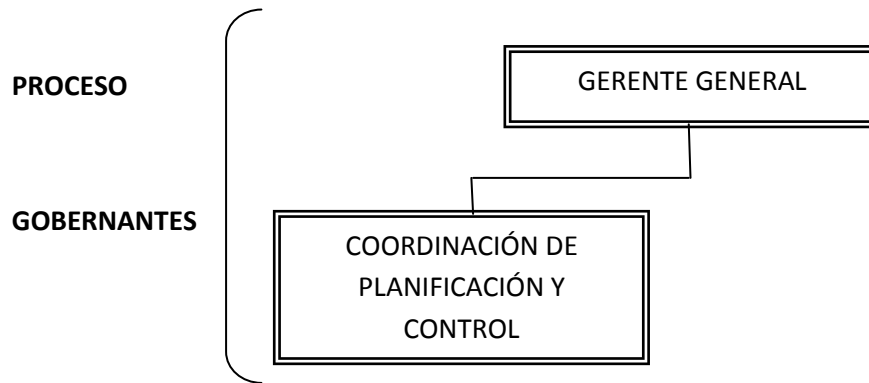 PROCESO
GERENTE GENERAL
GOBERNANTES
COORDINACIÓN DE
PLANIFICACIÓN Y
CONTROL